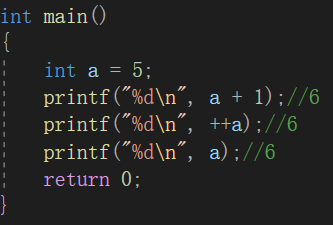 int main()
{
int a = 5;
printf("%d\n", a + 1);//6
printf("%d\n", ++a);//6
printf("%d\n", a);//6
return 0;
}